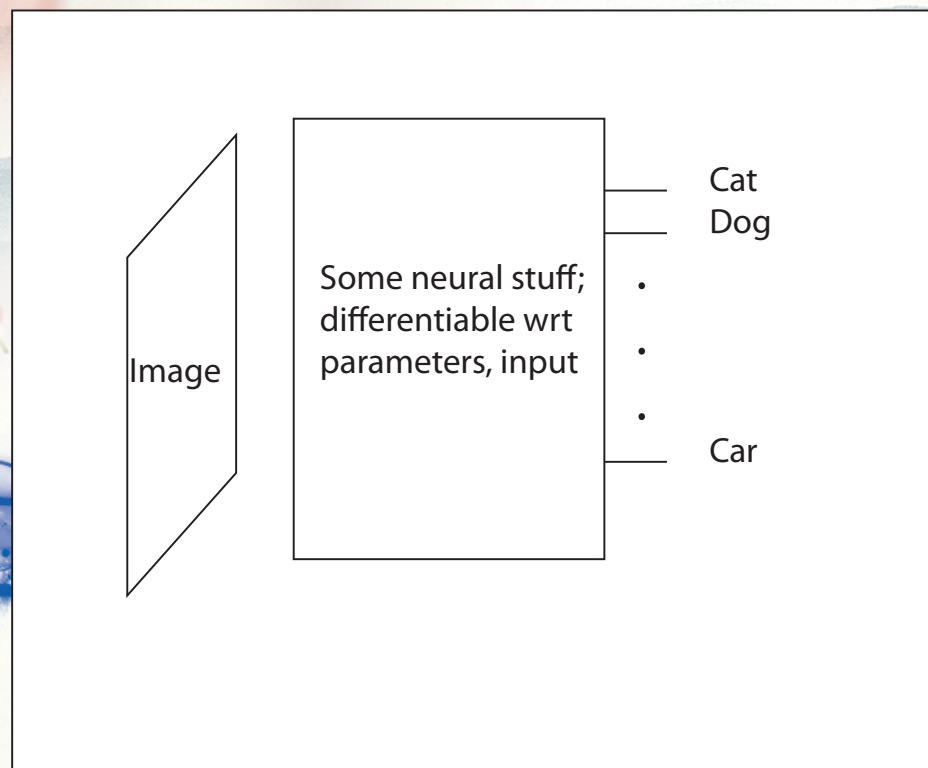 Image
Some neural stuff;
differentiable wrt
parameters, input
Cat
Dog
Car